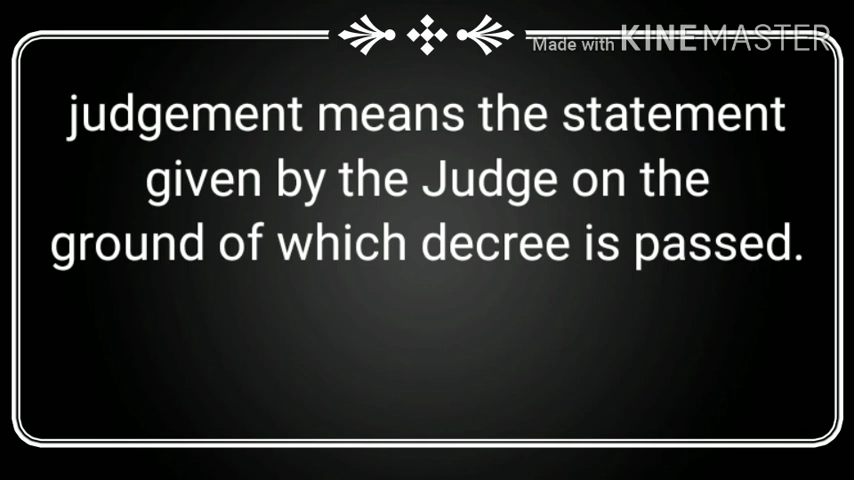 Made with KINEMASTER
judgement means the statement
given by the Judge on the
ground of which decree is passed.